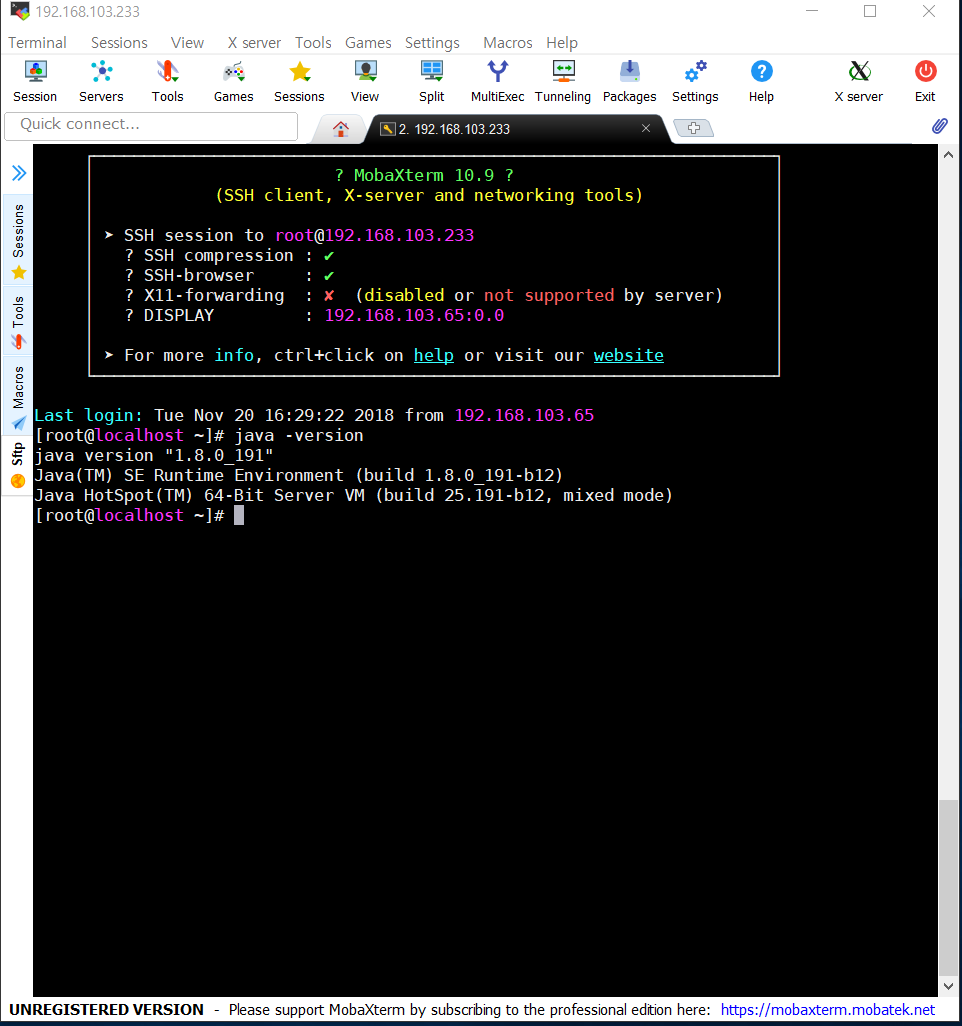 192.168.103.233
Terminal Sessions View X server Tools Games Settings Macros Help
Session Servers Tools Games Sessions View Split MultiExec Tunneling Packages Settings Help X server Exit
Quick connect...
2. 192.168.103.233
Sessions
Tools
Macros
Sftp
? MobaXterm 10.9 ?
(SSH client, X-server and networking tools)
➤ SSH session to root@192.168.103.233
? SSH compression : ✔
? SSH-browser : ✔
? X11-forwarding : ✘ (disabled or not supported by server)
? DISPLAY : 192.168.103.65:0.0
➤ For more info, ctrl+click on help or visit our website
Last login: Tue Nov 20 16:29:22 2018 from 192.168.103.65
[root@localhost ~]# java -version
java version "1.8.0_191"
Java(TM) SE Runtime Environment (build 1.8.0_191-b12)
Java HotSpot(TM) 64-Bit Server VM (build 25.191-b12, mixed mode)
[root@localhost ~]#
UNREGISTERED VERSION - Please support MobaXterm by subscribing to the professional edition here: https://mobaxterm.mobatek.net